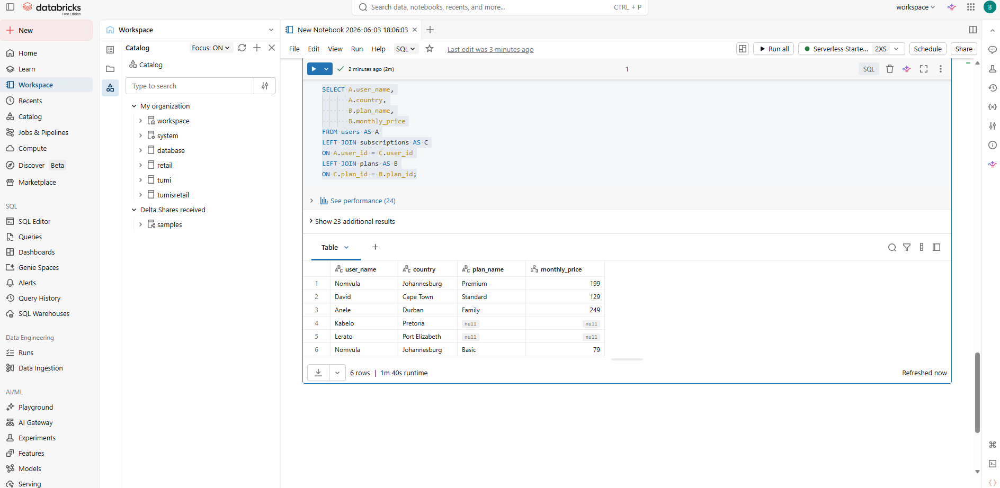 databricks
Free Edition
Search data, notebooks, recents, and more...
CTRL + P
workspace
B
New
Home
Learn
Workspace
Recents
Catalog
Jobs & Pipelines
Compute
Discover Beta
Marketplace
SQL
SQL Editor
Queries
Dashboards
Genie Spaces
Alerts
Query History
SQL Warehouses
Data Engineering
Runs
Data Ingestion
AI/ML
Playground
AI Gateway
Experiments
Features
Models
Serving
Workspace
Catalog
Focus: ON
Catalog
Type to search
My organization
workspace
system
database
retail
tumi
tumisretail
Delta Shares received
samples
New Notebook 2026-06-03 18:06:03
File Edit View Run Help SQL Last edit was 3 minutes ago
Run all
Serverless Starte... 2XS
Schedule
Share
2 minutes ago (2m)
1
SQL
SELECT A.user_name,
A.country,
B.plan_name,
B.monthly_price
FROM users AS A
LEFT JOIN subscriptions AS C
ON A.user_id = C.user_id
LEFT JOIN plans AS B
ON C.plan_id = B.plan_id;
See performance (24)
Show 23 additional results
Table
user_name country plan_name monthly_price
1 Nomvula Johannesburg Premium 199
2 David Cape Town Standard 129
3 Anele Durban Family 249
4 Kabelo Pretoria null null
5 Lerato Port Elizabeth null null
6 Nomvula Johannesburg Basic 79
6 rows | 1m 40s runtime
Refreshed now